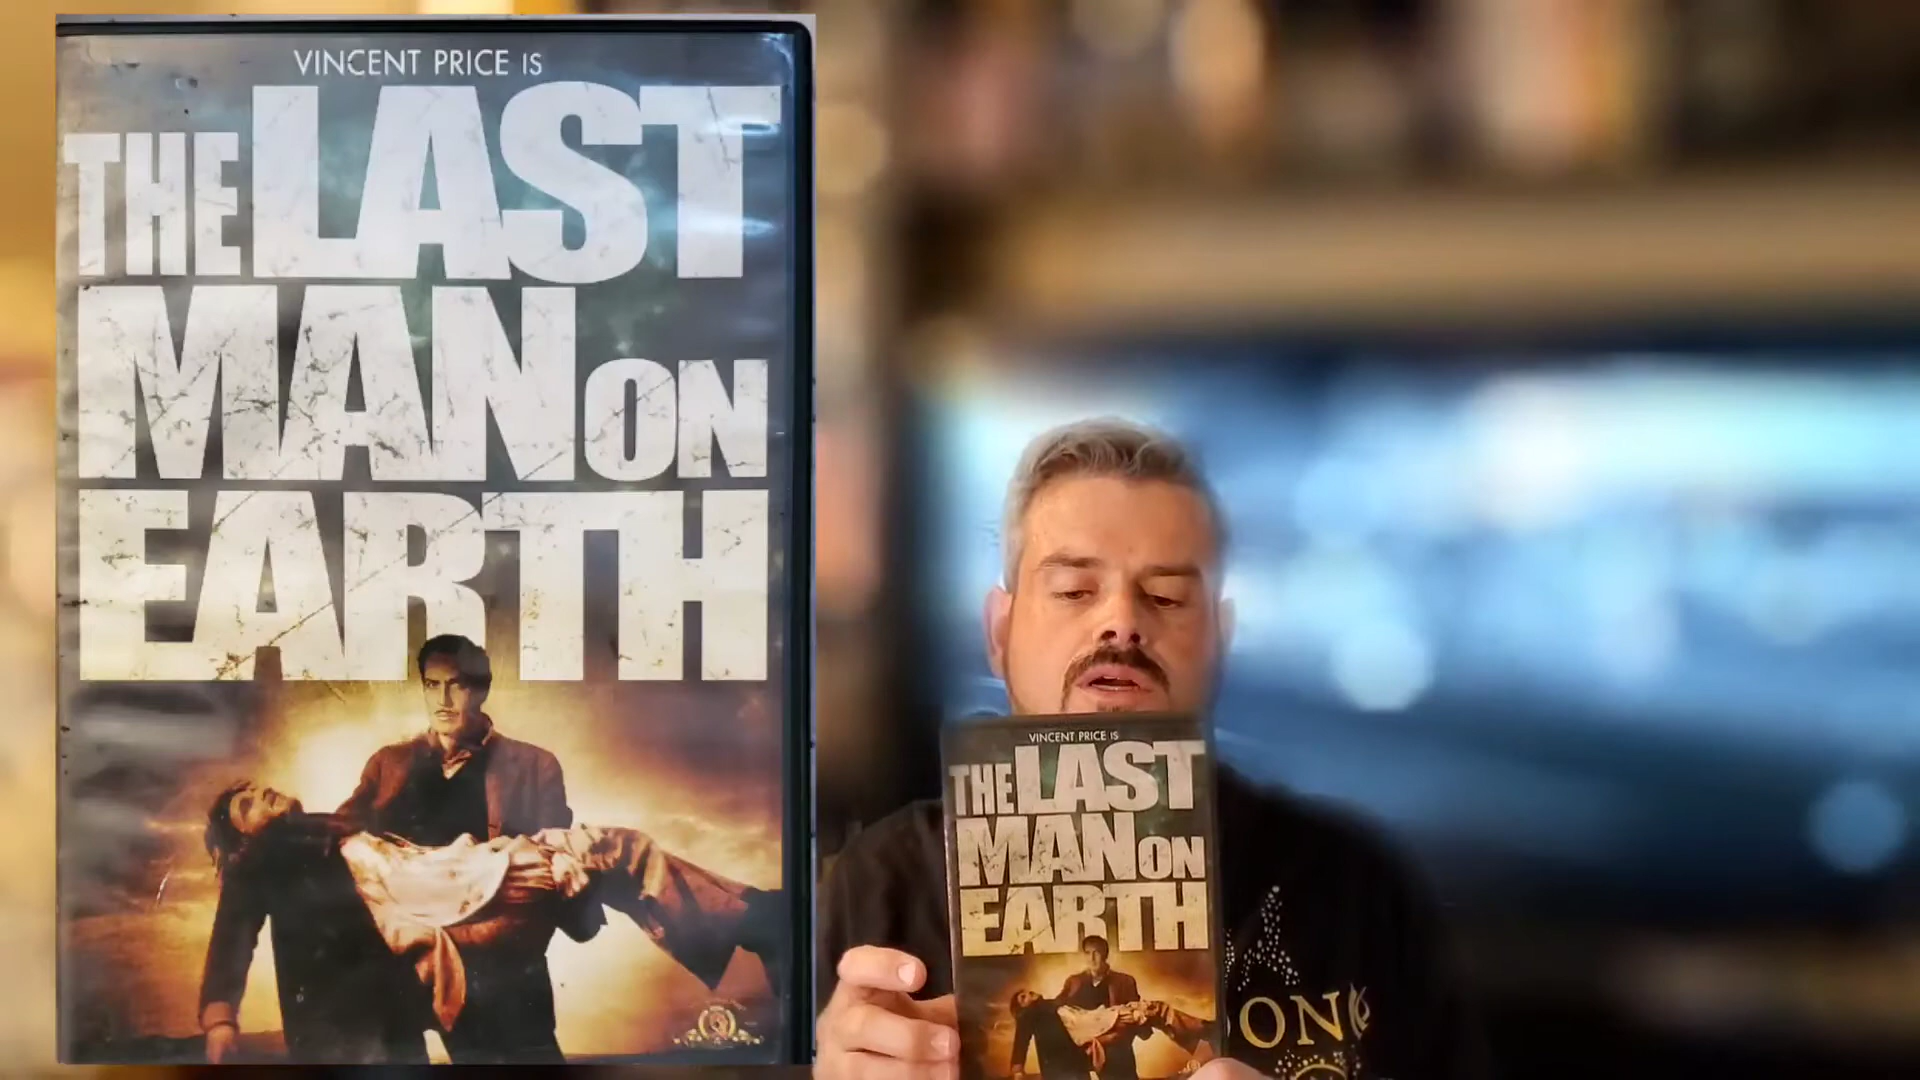 VINCENT PRICE IS
THE LAST
MAN ON
EARTH
VINCENT PRICE IS
THE LAST
MAN ON
EARTH